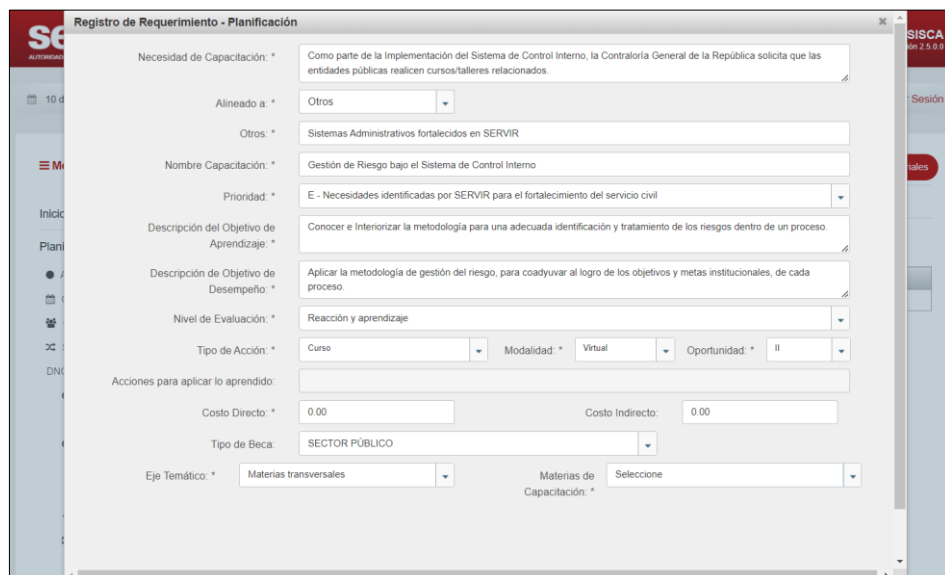 Registro de Requerimiento - Planificación
SISCA
2.5.0.0
10 d
Sesión
Necesidad de Capacitación: *
Como parte de la Implementación del Sistema de Control Interno, la Contraloría General de la República solicita que las
entidades públicas realicen cursos/talleres relacionados.
Alineado a: *
Otros
Otros: *
Sistemas Administrativos fortalecidos en SERVIR
Nombre Capacitación: *
Gestión de Riesgo bajo el Sistema de Control Interno
Prioridad: *
E - Necesidades identificadas por SERVIR para el fortalecimiento del servicio civil
Inicio
Descripción del Objetivo de
Aprendizaje: *
Conocer e Interiorizar la metodología para una adecuada identificación y tratamiento de los riesgos dentro de un proceso.
Plani
Descripción de Objetivo de
Desempeño: *
Aplicar la metodología de gestión del riesgo, para coadyuvar al logro de los objetivos y metas institucionales, de cada
proceso.
Nivel de Evaluación: *
Reacción y aprendizaje
Tipo de Acción: *
Curso
Modalidad: *
Virtual
Oportunidad: *
II
DNC
Acciones para aplicar lo aprendido:
Costo Directo: *
0.00
Costo Indirecto:
0.00
Tipo de Beca:
SECTOR PÚBLICO
Eje Temático: *
Materias transversales
Materias de
Capacitación: *
Seleccione